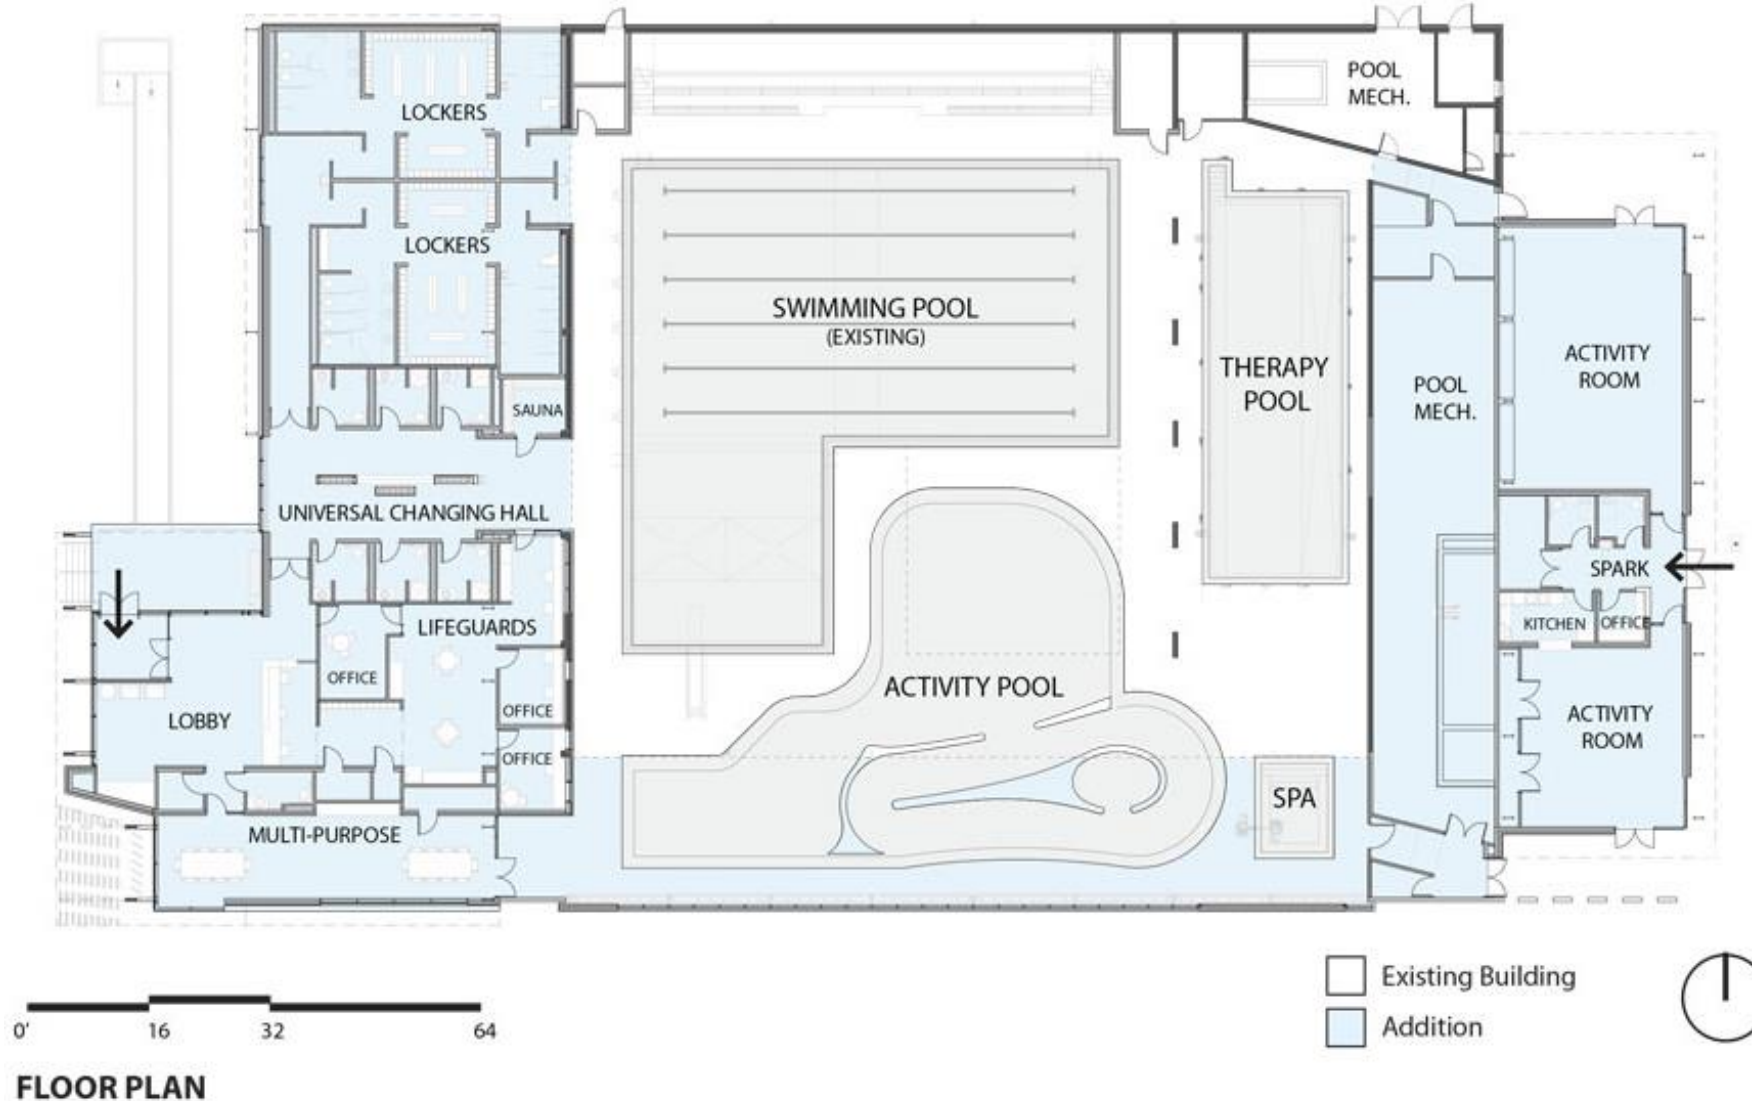 POOL
MECH.
LOCKERS
LOCKERS
SWIMMING POOL
(EXISTING)
THERAPY
POOL
POOL
MECH.
ACTIVITY
ROOM
SAUNA
UNIVERSAL CHANGING HALL
SPARK
KITCHEN
OFFICE
LIFEGUARDS
OFFICE
OFFICE
OFFICE
LOBBY
ACTIVITY POOL
ACTIVITY
ROOM
SPA
MULTI-PURPOSE
Existing Building
Addition
0'
16
32
64
FLOOR PLAN